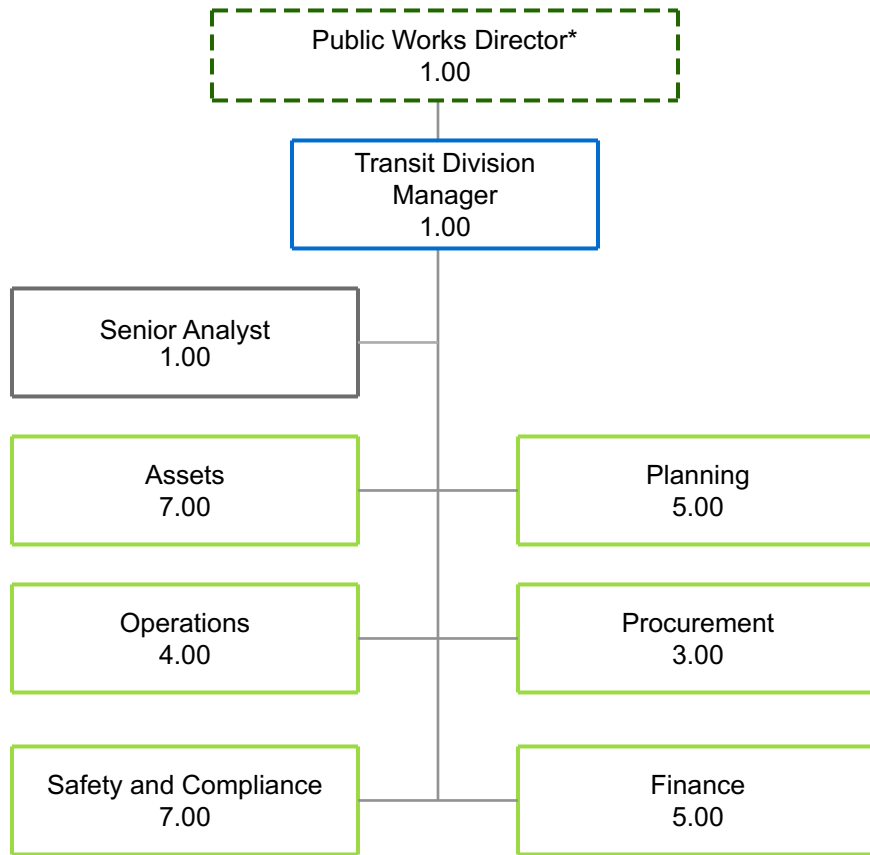 Public Works Director*
1.00
Transit Division
Manager
1.00
Senior Analyst
1.00
Assets
7.00
Planning
5.00
Operations
4.00
Procurement
3.00
Safety and Compliance
7.00
Finance
5.00